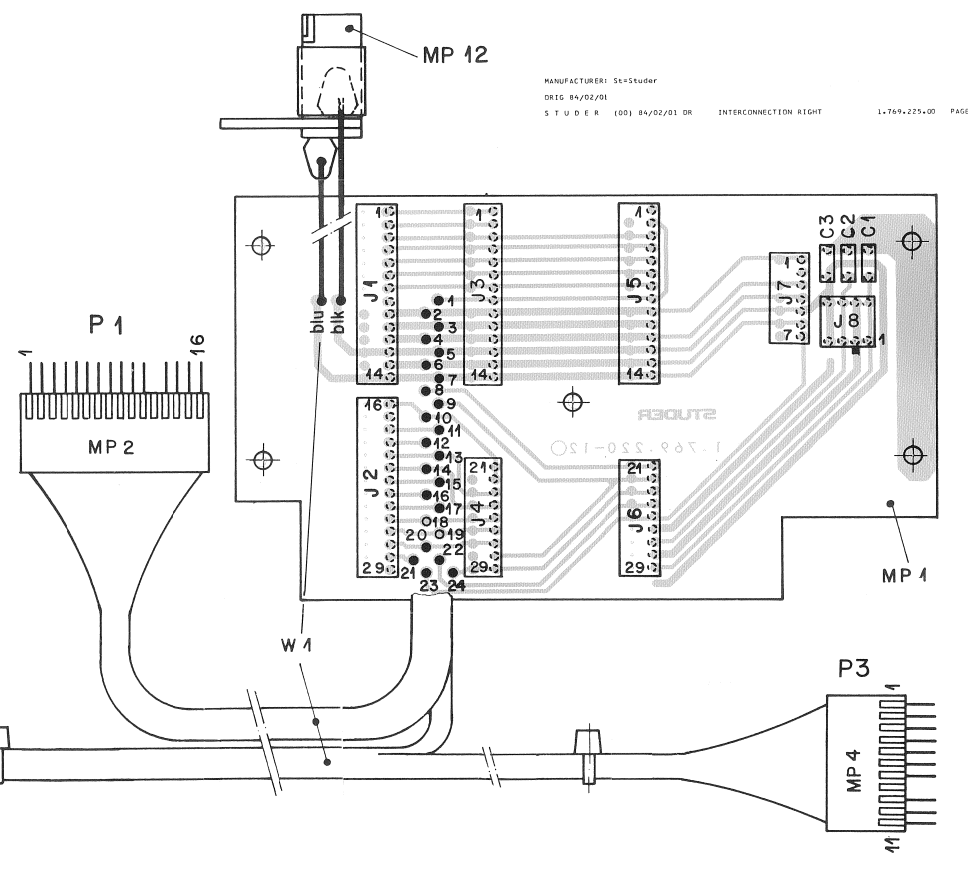 MP 12
MANUFACTURER: St=Studer
ORIG 84/02/01
S T U D E R (00) 84/02/01 DR INTERCONNECTION RIGHT 1.769.225.00 PAGE
P 1
1
16
MP 2
blu
blk
1
J 1
14
16
J 2
29
1
J 3
14
21
J 4
29
1
J 5
14
21
J 6
29
1
J 7
7
C3
C2
C1
J 8
1
1
2
3
4
5
6
7
8
9
10
11
12
13
14
15
16
17
18
19
20
21
22
23
24
STUDER
1.769.220-12
MP 1
W 1
P3
1
MP 4
11